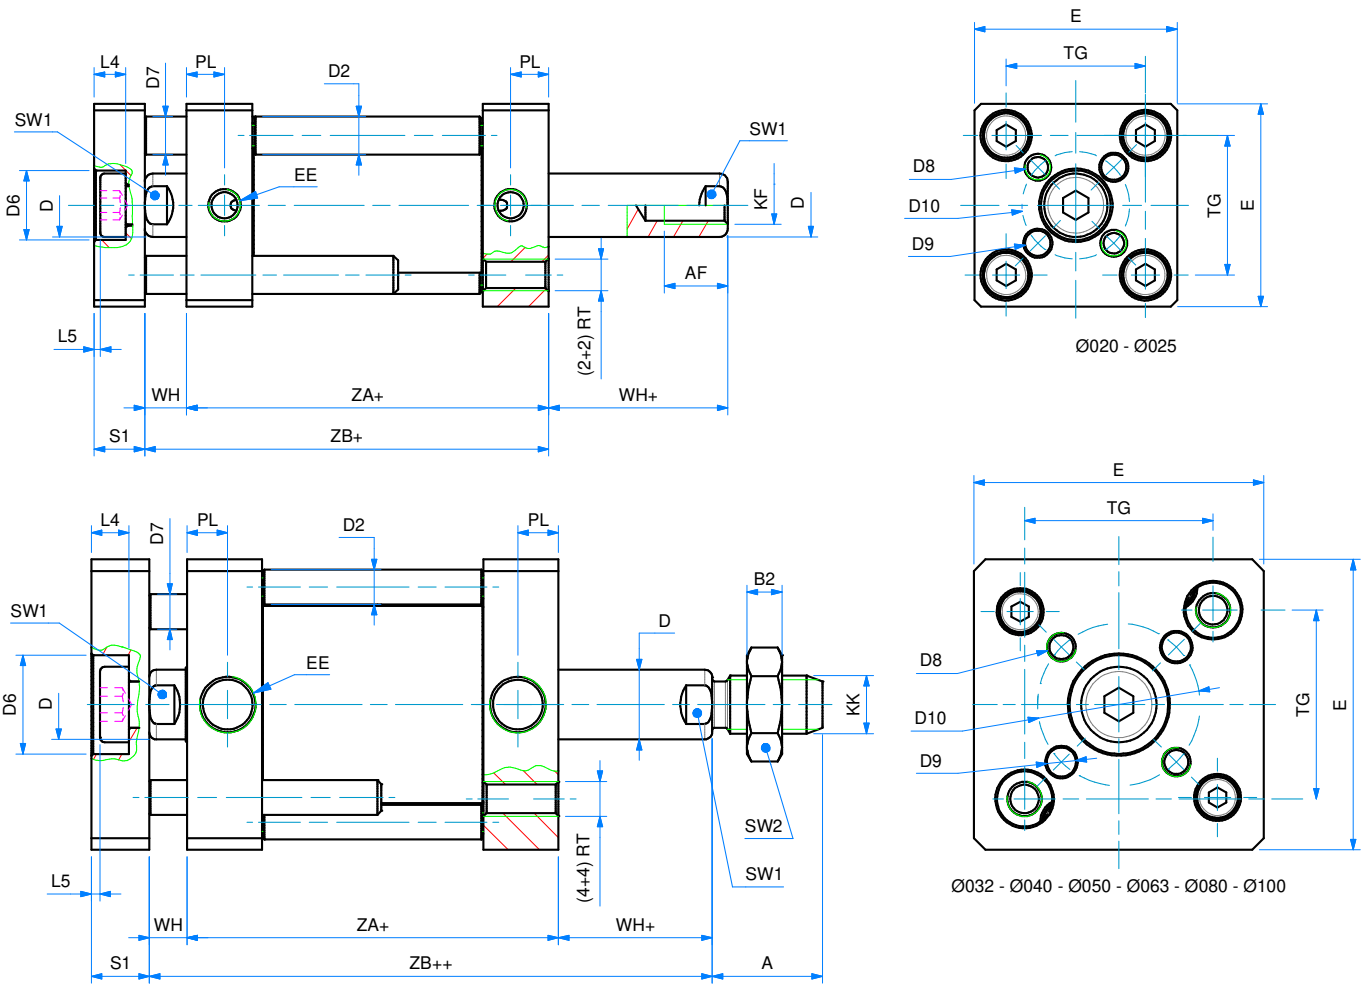 L4
D7
PL
D2
PL
SW1
SW1
EE
D6
D
KF
D
AF
L5
(2+2) RT
WH
ZA+
WH+
S1
ZB+
E
TG
D8
D10
D9
TG
E
Ø020 - Ø025
L4
D7
PL
D2
PL
B2
SW1
D
EE
D6
D
KK
SW2
SW1
L5
(4+4) RT
WH
ZA+
WH+
S1
ZB++
A
E
TG
D8
D10
D9
TG
E
Ø032 - Ø040 - Ø050 - Ø063 - Ø080 - Ø100